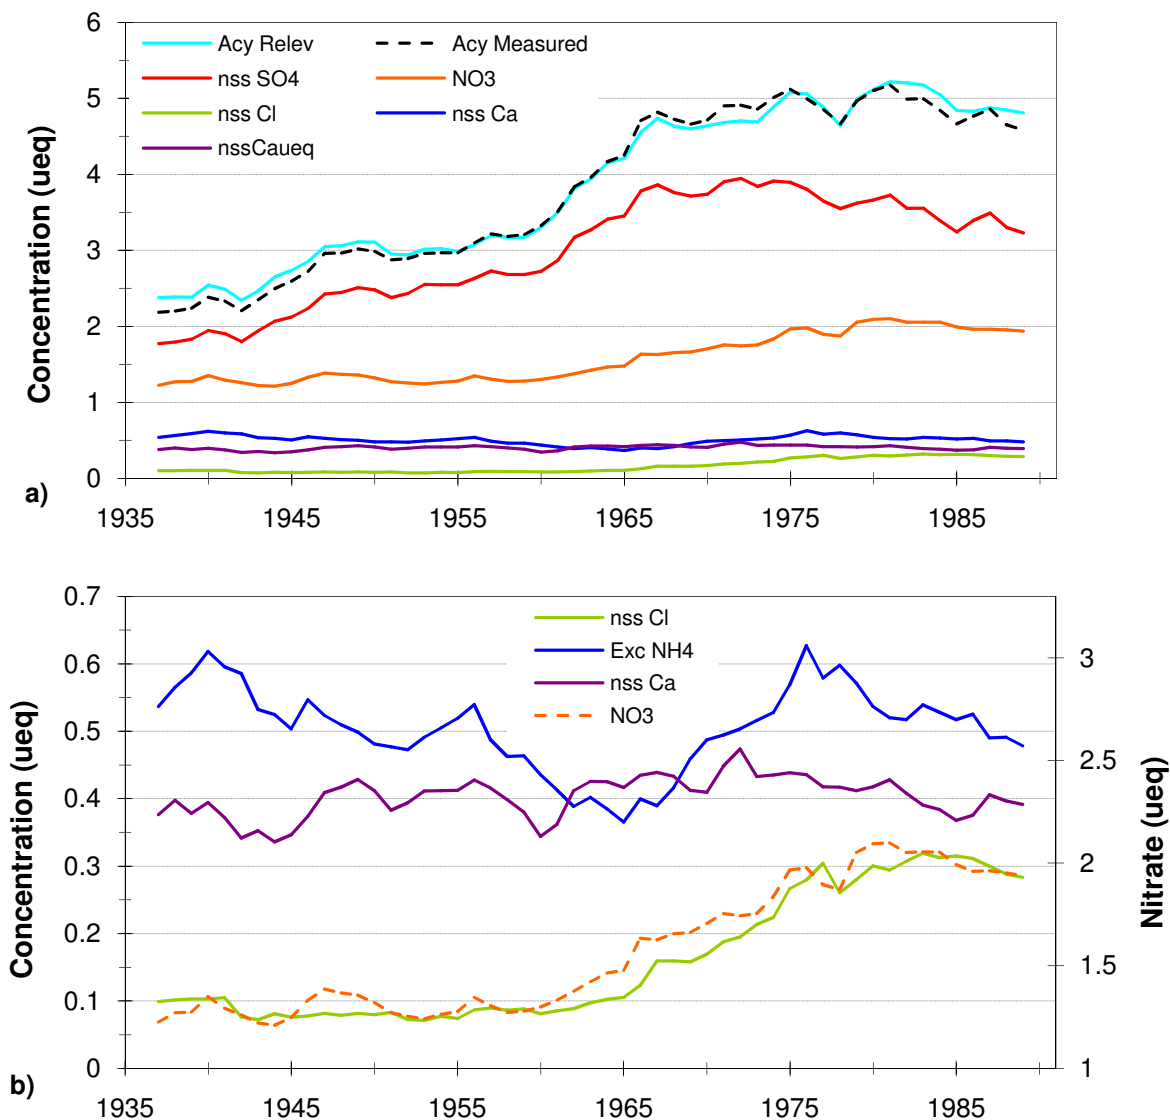 6
5
4
3
2
1
0
Concentration (ueq)
Acy Relev
Acy Measured
nss SO4
NO3
nss Cl
nss Ca
nssCaueq
a)
1935
1945
1955
1965
1975
1985
0.7
0.6
0.5
0.4
0.3
0.2
0.1
0
Concentration (ueq)
nss Cl
Exc NH4
nss Ca
NO3
3
2.5
2
1.5
1
Nitrate (ueq)
b)
1935
1945
1955
1965
1975
1985